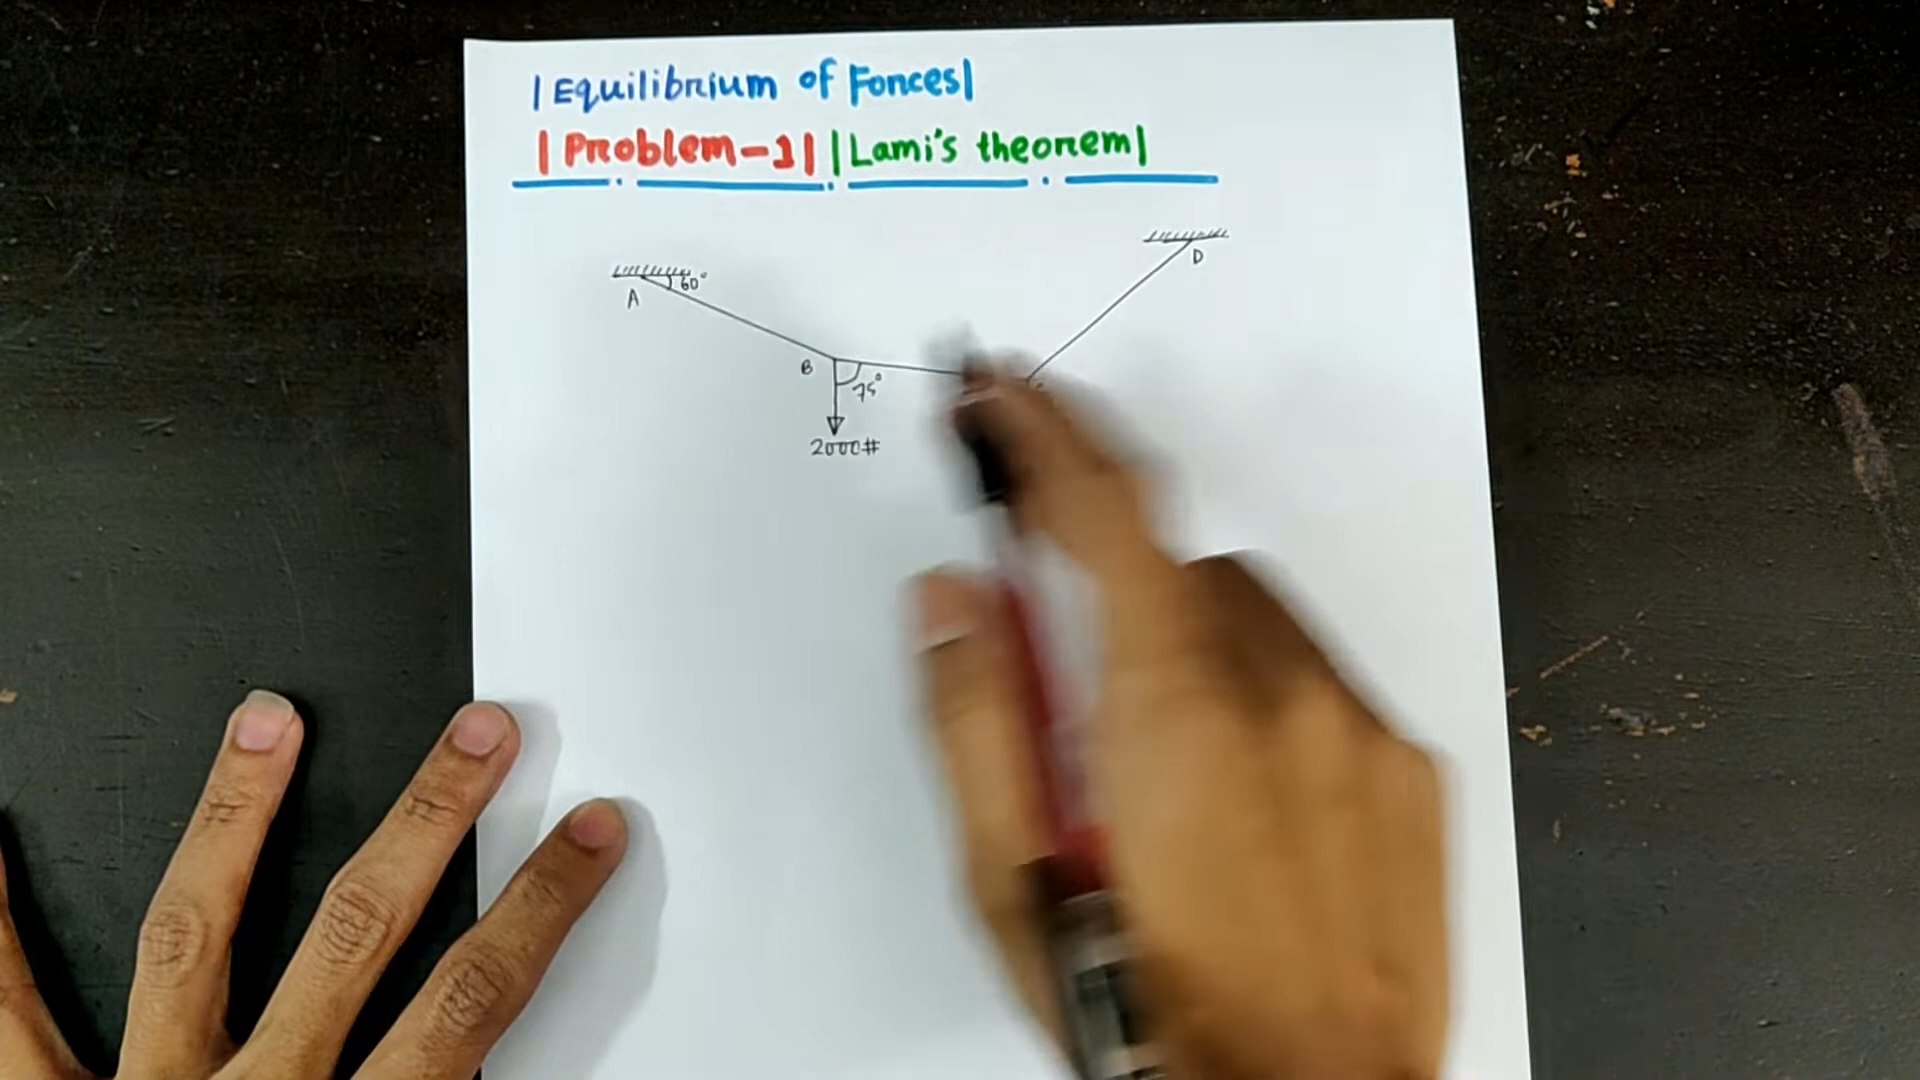 |Equilibrium of Forces|
|Problem-1| |Lami's theorem|
D
60°
A
B
75°
2000#